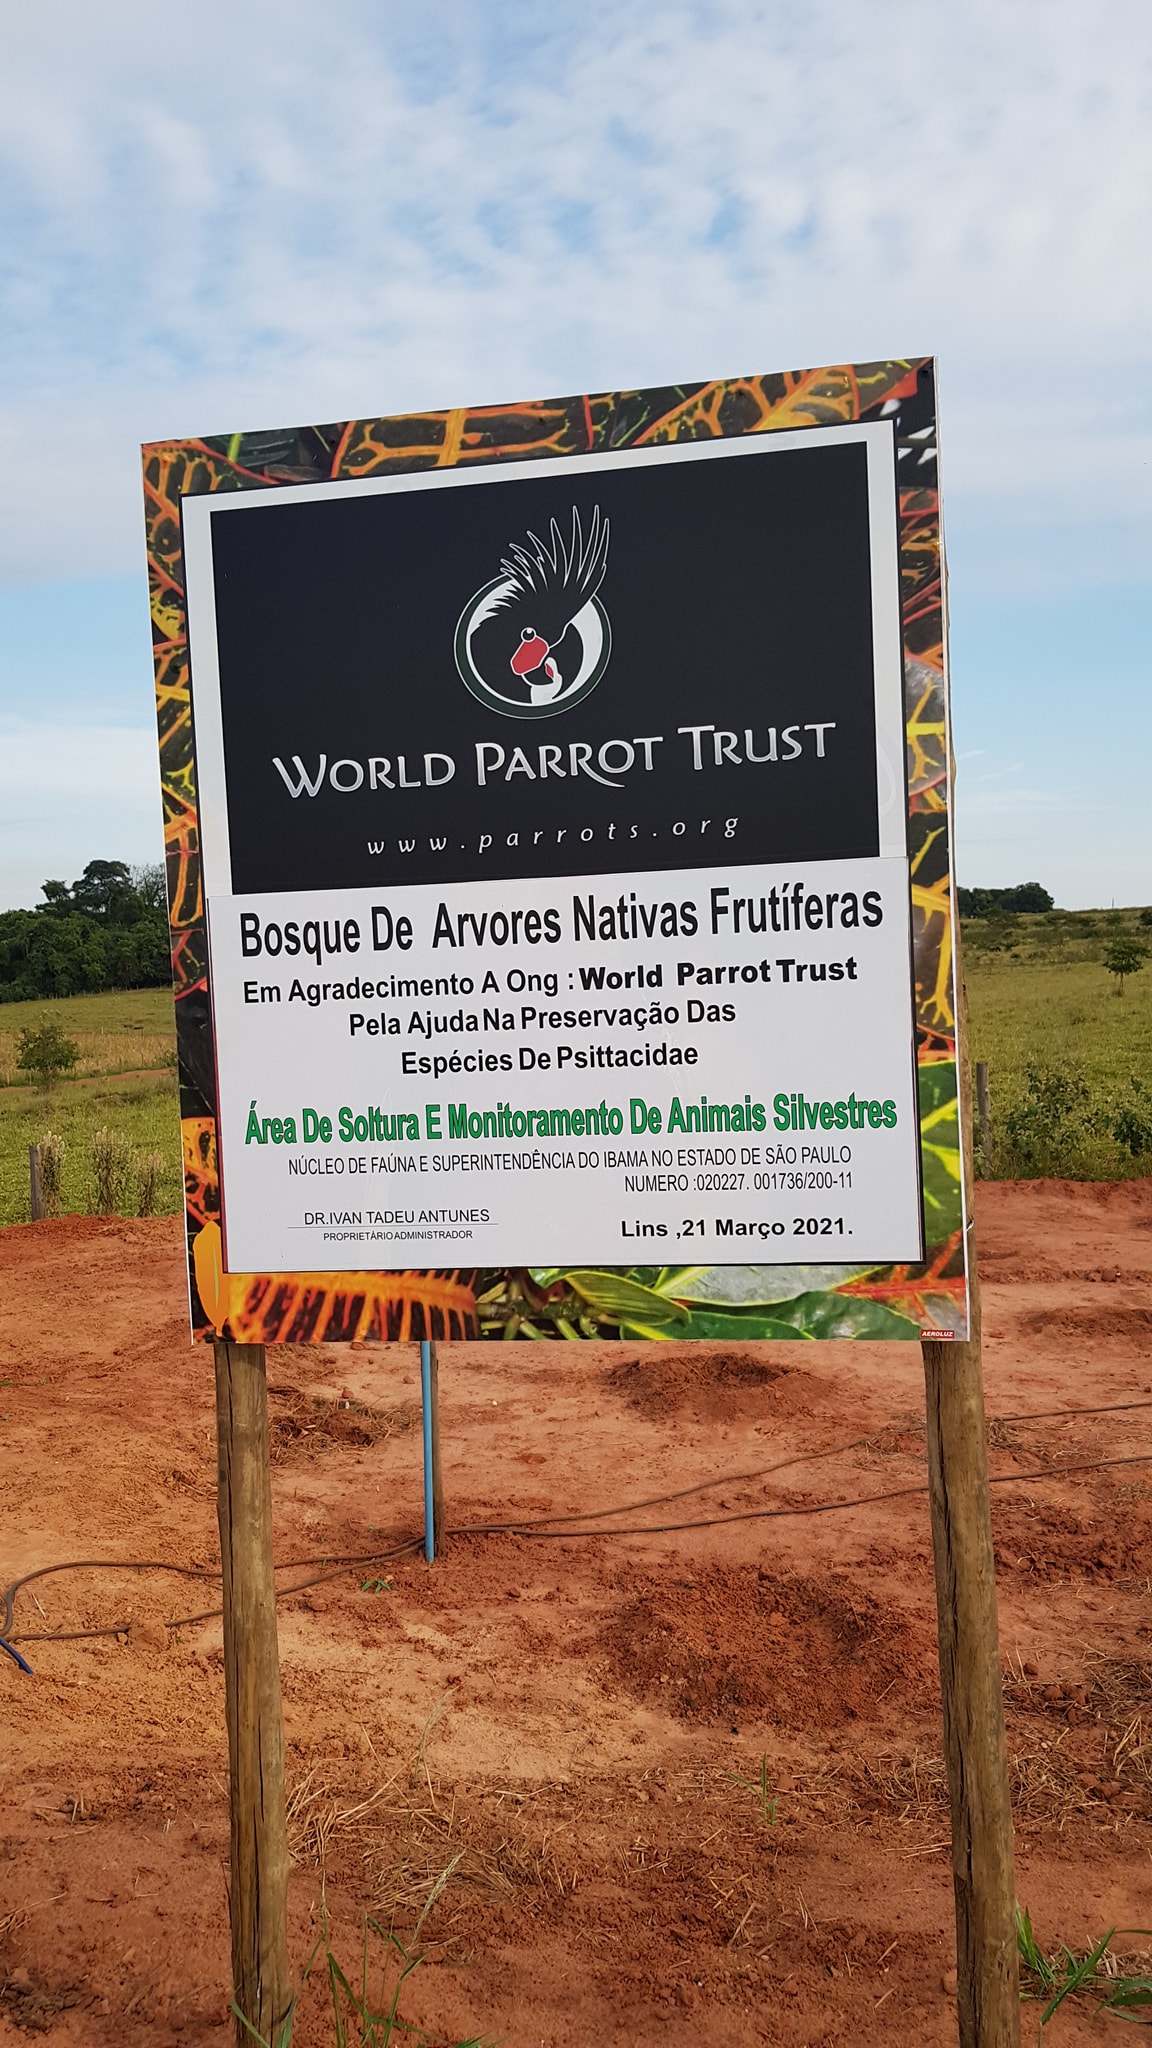 World Parrot Trust
www.parrots.org
Bosque De Arvores Nativas Frutíferas
Em Agradecimento A Ong : World Parrot Trust
Pela Ajuda Na Preservação Das
Espécies De Psittacidae
Área De Soltura E Monitoramento De Animais Silvestres
NÚCLEO DE FAÚNA E SUPERINTENDÊNCIA DO IBAMA NO ESTADO DE SÃO PAULO
NUMERO :020227. 001736/200-11
DR.IVAN TADEU ANTUNES
PROPRIETÁRIO ADMINISTRADOR
Lins ,21 Março 2021.
AEROLUZ